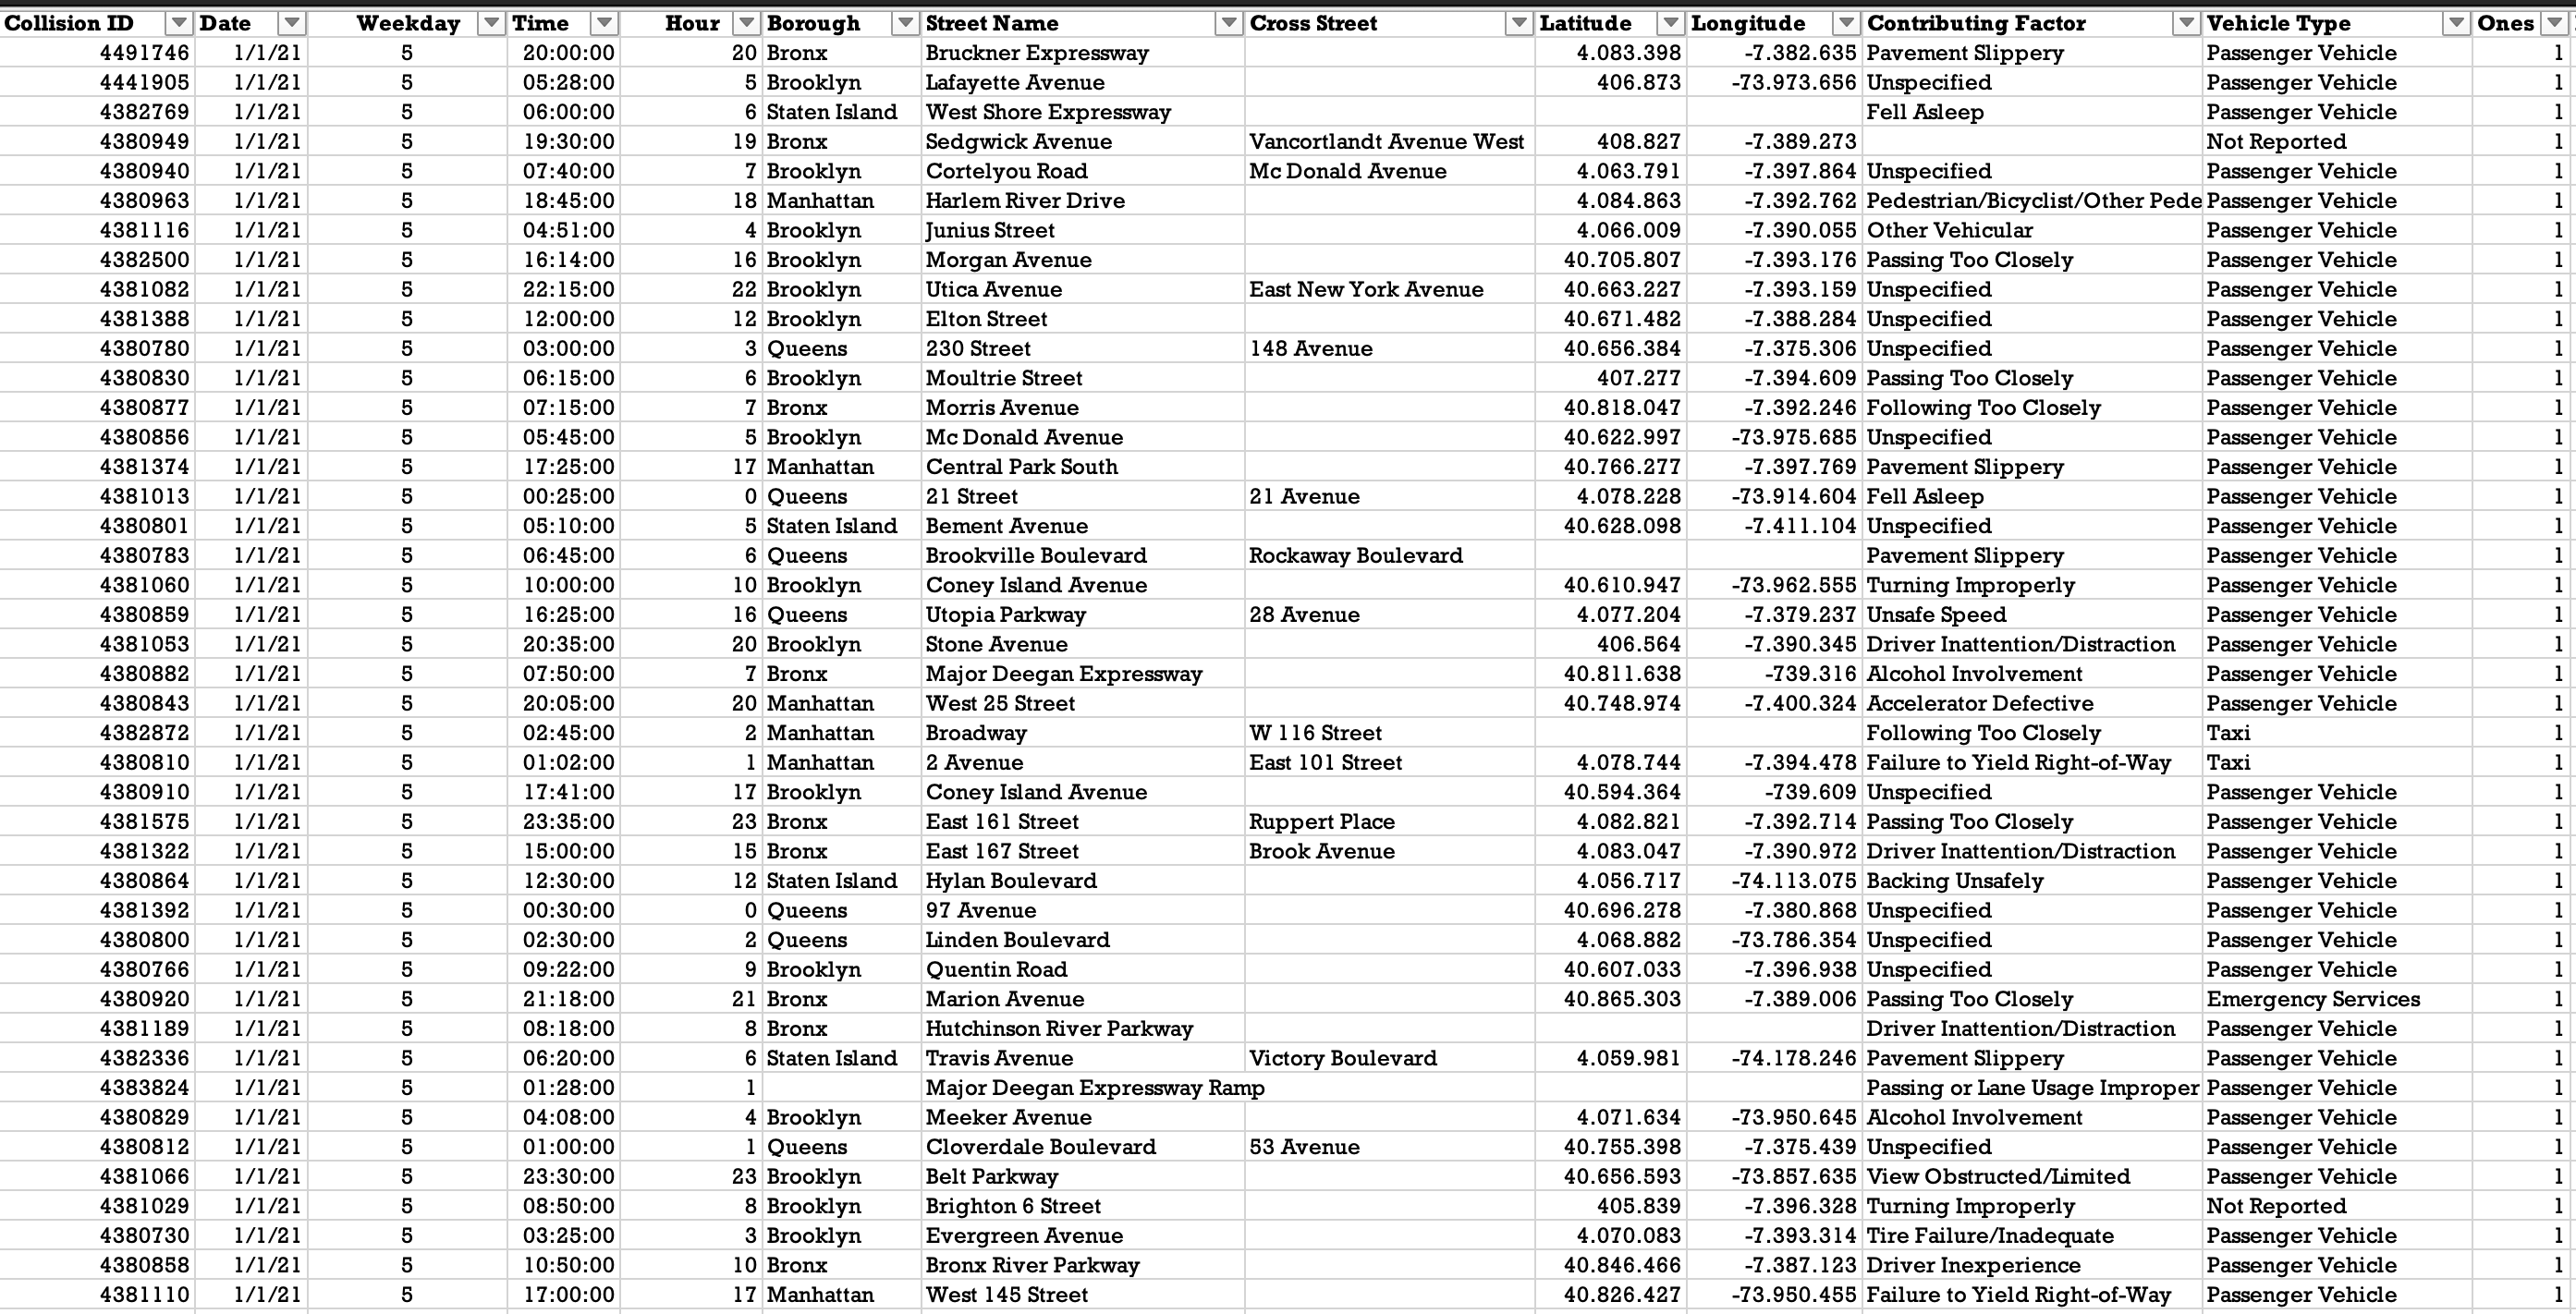 Collision ID Date Weekday Time Hour Borough Street Name Cross Street Latitude Longitude Contributing Factor Vehicle Type Ones
4491746 1/1/21 5 20:00:00 20 Bronx Bruckner Expressway 4.083.398 -7.382.635 Pavement Slippery Passenger Vehicle 1
4441905 1/1/21 5 05:28:00 5 Brooklyn Lafayette Avenue 406.873 -73.973.656 Unspecified Passenger Vehicle 1
4382769 1/1/21 5 06:00:00 6 Staten Island West Shore Expressway Fell Asleep Passenger Vehicle 1
4380949 1/1/21 5 19:30:00 19 Bronx Sedgwick Avenue Vancortlandt Avenue West 408.827 -7.389.273 Not Reported 1
4380940 1/1/21 5 07:40:00 7 Brooklyn Cortelyou Road Mc Donald Avenue 4.063.791 -7.397.864 Unspecified Passenger Vehicle 1
4380963 1/1/21 5 18:45:00 18 Manhattan Harlem River Drive 4.084.863 -7.392.762 Pedestrian/Bicyclist/Other Pede Passenger Vehicle 1
4381116 1/1/21 5 04:51:00 4 Brooklyn Junius Street 4.066.009 -7.390.055 Other Vehicular Passenger Vehicle 1
4382500 1/1/21 5 16:14:00 16 Brooklyn Morgan Avenue 40.705.807 -7.393.176 Passing Too Closely Passenger Vehicle 1
4381082 1/1/21 5 22:15:00 22 Brooklyn Utica Avenue East New York Avenue 40.663.227 -7.393.159 Unspecified Passenger Vehicle 1
4381388 1/1/21 5 12:00:00 12 Brooklyn Elton Street 40.671.482 -7.388.284 Unspecified Passenger Vehicle 1
4380780 1/1/21 5 03:00:00 3 Queens 230 Street 148 Avenue 40.656.384 -7.375.306 Unspecified Passenger Vehicle 1
4380830 1/1/21 5 06:15:00 6 Brooklyn Moultrie Street 407.277 -7.394.609 Passing Too Closely Passenger Vehicle 1
4380877 1/1/21 5 07:15:00 7 Bronx Morris Avenue 40.818.047 -7.392.246 Following Too Closely Passenger Vehicle 1
4380856 1/1/21 5 05:45:00 5 Brooklyn Mc Donald Avenue 40.622.997 -73.975.685 Unspecified Passenger Vehicle 1
4381374 1/1/21 5 17:25:00 17 Manhattan Central Park South 40.766.277 -7.397.769 Pavement Slippery Passenger Vehicle 1
4381013 1/1/21 5 00:25:00 0 Queens 21 Street 21 Avenue 4.078.228 -73.914.604 Fell Asleep Passenger Vehicle 1
4380801 1/1/21 5 05:10:00 5 Staten Island Bement Avenue 40.628.098 -7.411.104 Unspecified Passenger Vehicle 1
4380783 1/1/21 5 06:45:00 6 Queens Brookville Boulevard Rockaway Boulevard Pavement Slippery Passenger Vehicle 1
4381060 1/1/21 5 10:00:00 10 Brooklyn Coney Island Avenue 40.610.947 -73.962.555 Turning Improperly Passenger Vehicle 1
4380859 1/1/21 5 16:25:00 16 Queens Utopia Parkway 28 Avenue 4.077.204 -7.379.237 Unsafe Speed Passenger Vehicle 1
4381053 1/1/21 5 20:35:00 20 Brooklyn Stone Avenue 406.564 -7.390.345 Driver Inattention/Distraction Passenger Vehicle 1
4380882 1/1/21 5 07:50:00 7 Bronx Major Deegan Expressway 40.811.638 -739.316 Alcohol Involvement Passenger Vehicle 1
4380843 1/1/21 5 20:05:00 20 Manhattan West 25 Street 40.748.974 -7.400.324 Accelerator Defective Passenger Vehicle 1
4382872 1/1/21 5 02:45:00 2 Manhattan Broadway W 116 Street Following Too Closely Taxi 1
4380810 1/1/21 5 01:02:00 1 Manhattan 2 Avenue East 101 Street 4.078.744 -7.394.478 Failure to Yield Right-of-Way Taxi 1
4380910 1/1/21 5 17:41:00 17 Brooklyn Coney Island Avenue 40.594.364 -739.609 Unspecified Passenger Vehicle 1
4381575 1/1/21 5 23:35:00 23 Bronx East 161 Street Ruppert Place 4.082.821 -7.392.714 Passing Too Closely Passenger Vehicle 1
4381322 1/1/21 5 15:00:00 15 Bronx East 167 Street Brook Avenue 4.083.047 -7.390.972 Driver Inattention/Distraction Passenger Vehicle 1
4380864 1/1/21 5 12:30:00 12 Staten Island Hylan Boulevard 4.056.717 -74.113.075 Backing Unsafely Passenger Vehicle 1
4381392 1/1/21 5 00:30:00 0 Queens 97 Avenue 40.696.278 -7.380.868 Unspecified Passenger Vehicle 1
4380800 1/1/21 5 02:30:00 2 Queens Linden Boulevard 4.068.882 -73.786.354 Unspecified Passenger Vehicle 1
4380766 1/1/21 5 09:22:00 9 Brooklyn Quentin Road 40.607.033 -7.396.938 Unspecified Passenger Vehicle 1
4380920 1/1/21 5 21:18:00 21 Bronx Marion Avenue 40.865.303 -7.389.006 Passing Too Closely Emergency Services 1
4381189 1/1/21 5 08:18:00 8 Bronx Hutchinson River Parkway Driver Inattention/Distraction Passenger Vehicle 1
4382336 1/1/21 5 06:20:00 6 Staten Island Travis Avenue Victory Boulevard 4.059.981 -74.178.246 Pavement Slippery Passenger Vehicle 1
4383824 1/1/21 5 01:28:00 1 Major Deegan Expressway Ramp Passing or Lane Usage Improper Passenger Vehicle 1
4380829 1/1/21 5 04:08:00 4 Brooklyn Meeker Avenue 4.071.634 -73.950.645 Alcohol Involvement Passenger Vehicle 1
4380812 1/1/21 5 01:00:00 1 Queens Cloverdale Boulevard 53 Avenue 40.755.398 -7.375.439 Unspecified Passenger Vehicle 1
4381066 1/1/21 5 23:30:00 23 Brooklyn Belt Parkway 40.656.593 -73.857.635 View Obstructed/Limited Passenger Vehicle 1
4381029 1/1/21 5 08:50:00 8 Brooklyn Brighton 6 Street 405.839 -7.396.328 Turning Improperly Not Reported 1
4380730 1/1/21 5 03:25:00 3 Brooklyn Evergreen Avenue 4.070.083 -7.393.314 Tire Failure/Inadequate Passenger Vehicle 1
4380858 1/1/21 5 10:50:00 10 Bronx Bronx River Parkway 40.846.466 -7.387.123 Driver Inexperience Passenger Vehicle 1
4381110 1/1/21 5 17:00:00 17 Manhattan West 145 Street 40.826.427 -73.950.455 Failure to Yield Right-of-Way Passenger Vehicle 1